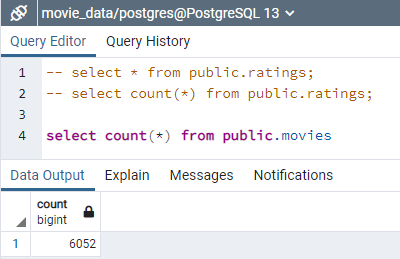 movie_data/postgres@PostgreSQL 13
Query Editor Query History
1 -- select * from public.ratings;
2 -- select count(*) from public.ratings;
3
4 select count(*) from public.movies
Data Output Explain Messages Notifications
count
bigint
1 6052